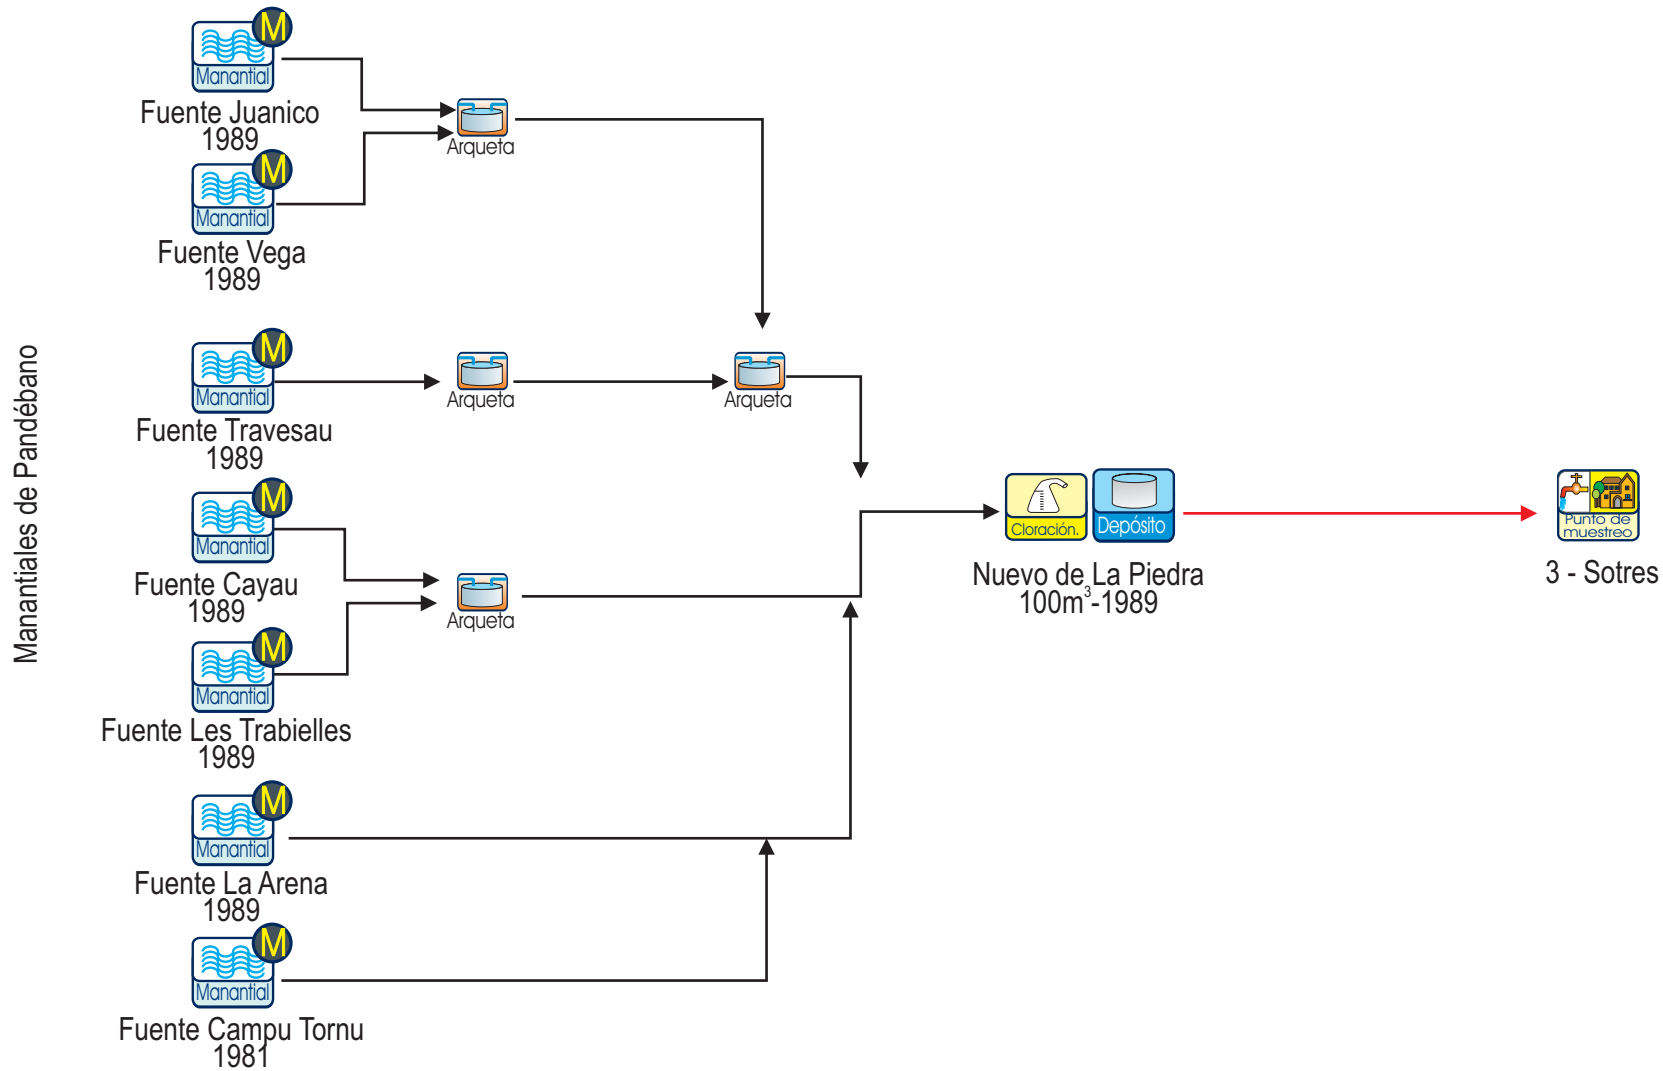 Manantiales de Pandébano
M
Manantial
Fuente Juanico
1989
M
Manantial
Fuente Vega
1989
Arqueta
M
Manantial
Fuente Travesau
1989
Arqueta
Arqueta
M
Manantial
Fuente Cayau
1989
M
Manantial
Fuente Les Trabielles
1989
Arqueta
M
Manantial
Fuente La Arena
1989
M
Manantial
Fuente Campu Tornu
1981
Cloración.
Depósito
Nuevo de La Piedra
100m³-1989
Punto de
muestreo
3 - Sotres